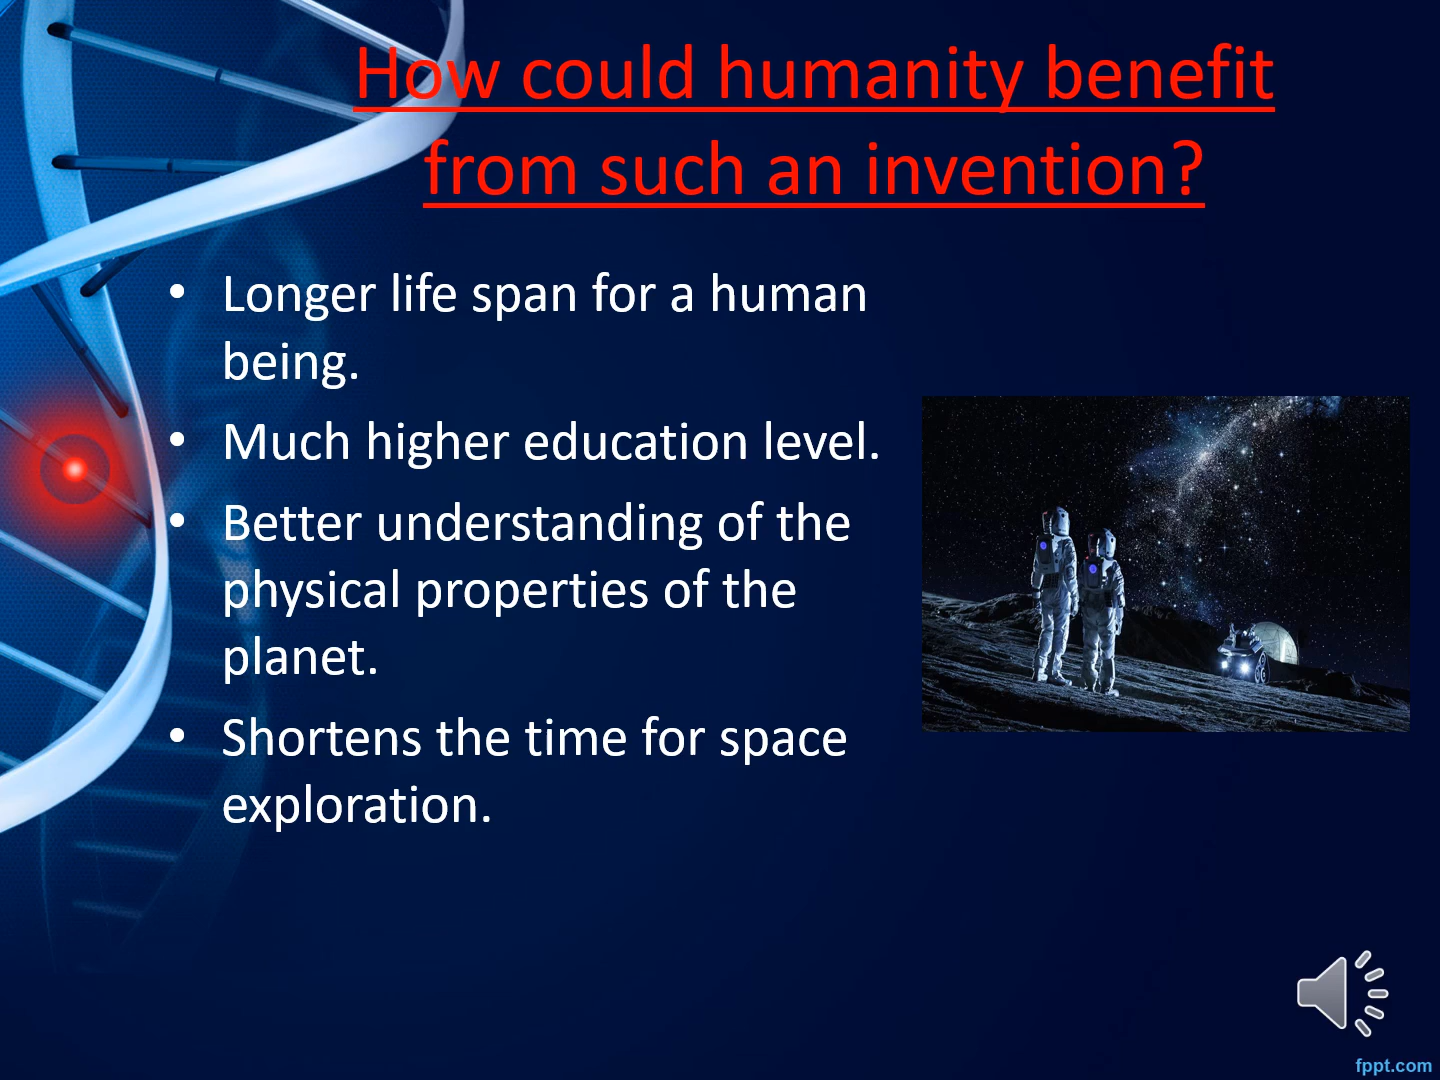 How could humanity benefit
from such an invention?
• Longer life span for a human
being.
• Much higher education level.
• Better understanding of the
physical properties of the
planet.
• Shortens the time for space
exploration.
fppt.com